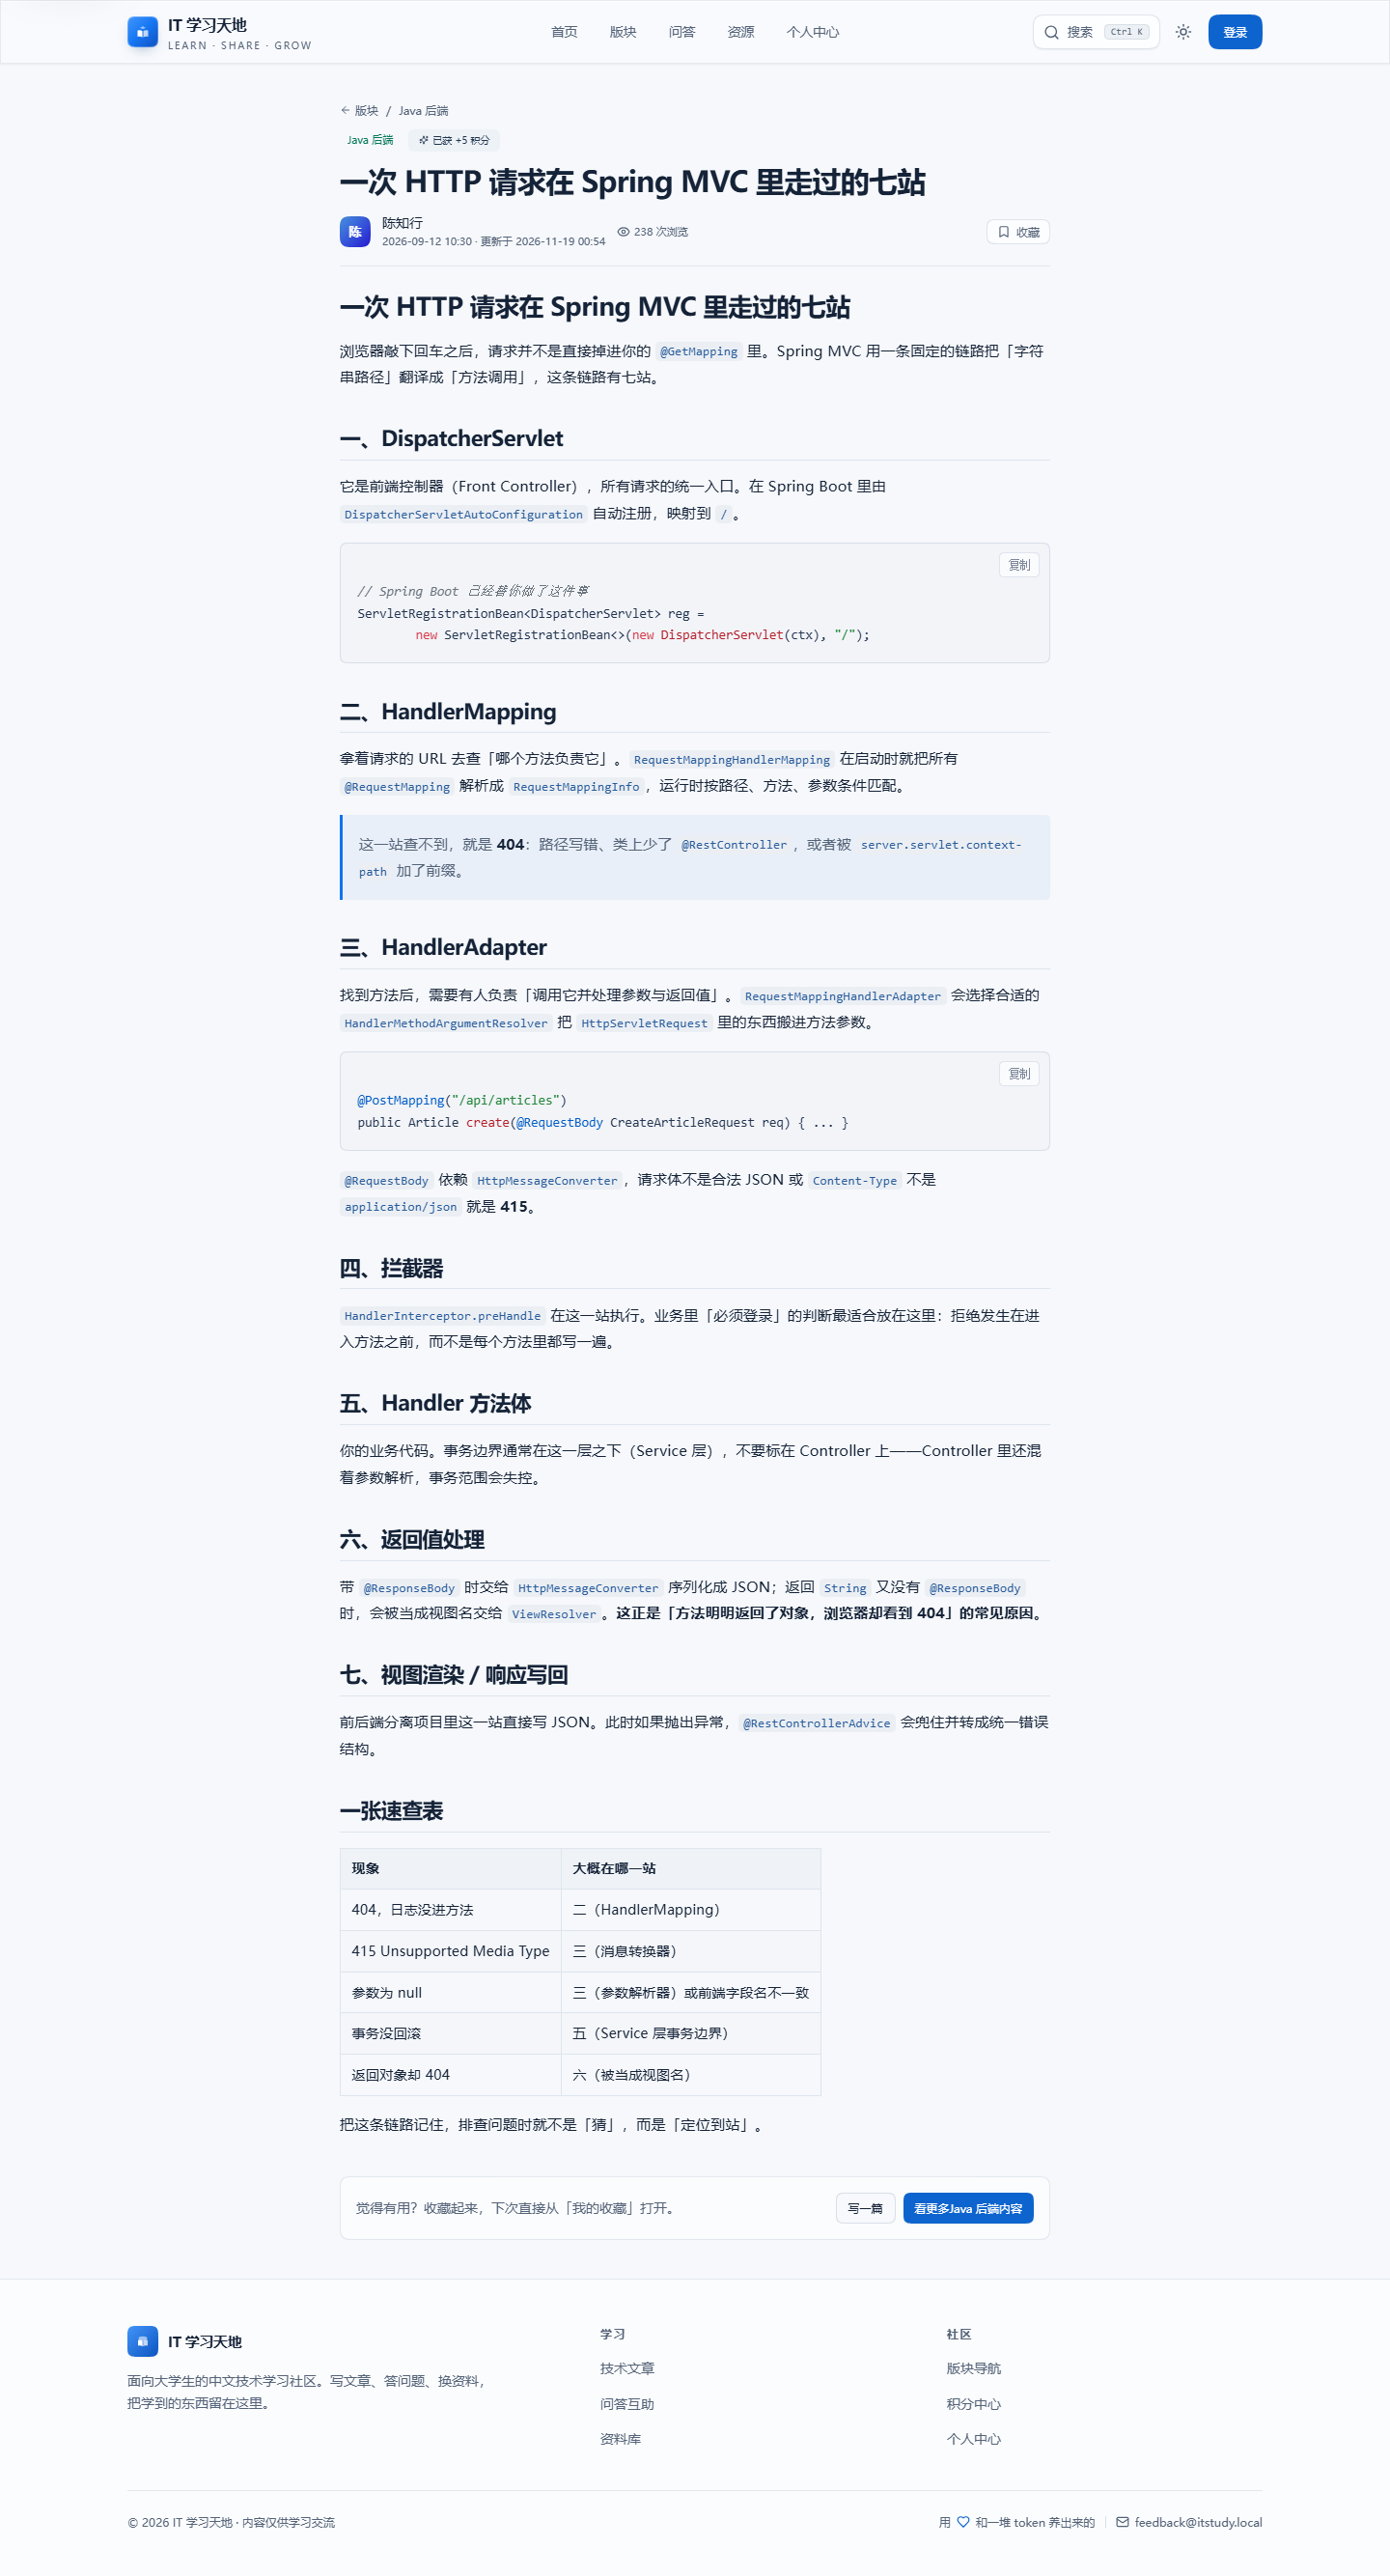 IT 学习天地
LEARN · SHARE · GROW
首页
版块
问答
资源
个人中心
搜索
Ctrl K
登录
版块 / Java 后端
Java 后端
已获 +5 积分
一次 HTTP 请求在 Spring MVC 里走过的七站
陈
陈知行
2026-09-12 10:30 · 更新于 2026-11-19 00:54
238 次浏览
收藏
一次 HTTP 请求在 Spring MVC 里走过的七站
浏览器敲下回车之后，请求并不是直接掉进你的 @GetMapping 里。Spring MVC 用一条固定的链路把「字符
串路径」翻译成「方法调用」，这条链路有七站。
一、DispatcherServlet
它是前端控制器（Front Controller），所有请求的统一入口。在 Spring Boot 里由
DispatcherServletAutoConfiguration 自动注册，映射到 / 。
复制
// Spring Boot 已经替你做了这件事
ServletRegistrationBean<DispatcherServlet> reg =
new ServletRegistrationBean<>(new DispatcherServlet(ctx), "/");
二、HandlerMapping
拿着请求的 URL 去查「哪个方法负责它」。RequestMappingHandlerMapping 在启动时就把所有
@RequestMapping 解析成 RequestMappingInfo，运行时按路径、方法、参数条件匹配。
这一站查不到，就是 404：路径写错、类上少了 @RestController ，或者被 server.servlet.context-
path 加了前缀。
三、HandlerAdapter
找到方法后，需要有人负责「调用它并处理参数与返回值」。RequestMappingHandlerAdapter 会选择合适的
HandlerMethodArgumentResolver 把 HttpServletRequest 里的东西搬进方法参数。
复制
@PostMapping("/api/articles")
public Article create(@RequestBody CreateArticleRequest req) { ... }
@RequestBody 依赖 HttpMessageConverter，请求体不是合法 JSON 或 Content-Type 不是
application/json 就是 415。
四、拦截器
HandlerInterceptor.preHandle 在这一站执行。业务里「必须登录」的判断最适合放在这里：拒绝发生在进
入方法之前，而不是每个方法里都写一遍。
五、Handler 方法体
你的业务代码。事务边界通常在这一层之下（Service 层），不要标在 Controller 上——Controller 里还混
着参数解析，事务范围会失控。
六、返回值处理
带 @ResponseBody 时交给 HttpMessageConverter 序列化成 JSON；返回 String 又没有 @ResponseBody
时，会被当成视图名交给 ViewResolver 。这正是「方法明明返回了对象，浏览器却看到 404」的常见原因。
七、视图渲染 / 响应写回
前后端分离项目里这一站直接写 JSON。此时如果抛出异常，@RestControllerAdvice 会兜住并转成统一错误
结构。
一张速查表
现象 大概在哪一站
404，日志没进方法 二（HandlerMapping）
415 Unsupported Media Type 三（消息转换器）
参数为 null 三（参数解析器）或前端字段名不一致
事务没回滚 五（Service 层事务边界）
返回对象却 404 六（被当成视图名）
把这条链路记住，排查问题时就不是「猜」，而是「定位到站」。
觉得有用？收藏起来，下次直接从「我的收藏」打开。
写一篇
看更多Java 后端内容
IT 学习天地
面向大学生的中文技术学习社区。写文章、答问题、换资料，
把学到的东西留在这里。
学习
技术文章
问答互助
资料库
社区
版块导航
积分中心
个人中心
© 2026 IT 学习天地 · 内容仅供学习交流
用 和一堆 token 养出来的
feedback@itstudy.local